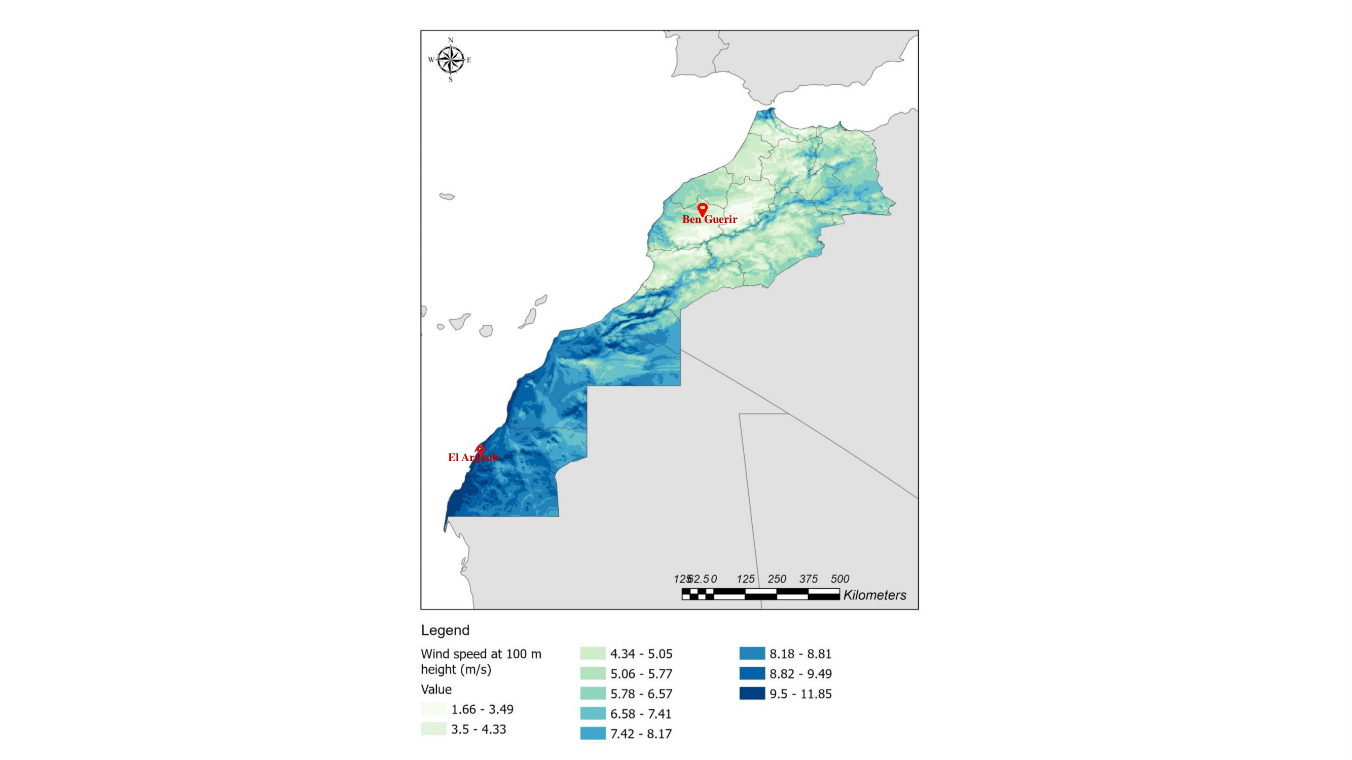 N
W E
S
Ben Guerir
El
125 62.5 0 125 250 375 500
Kilometers
Legend
Wind speed at 100 m
height (m/s)
Value
1.66 - 3.49
3.5 - 4.33
4.34 - 5.05
5.06 - 5.77
5.78 - 6.57
6.58 - 7.41
7.42 - 8.17
8.18 - 8.81
8.82 - 9.49
9.5 - 11.85